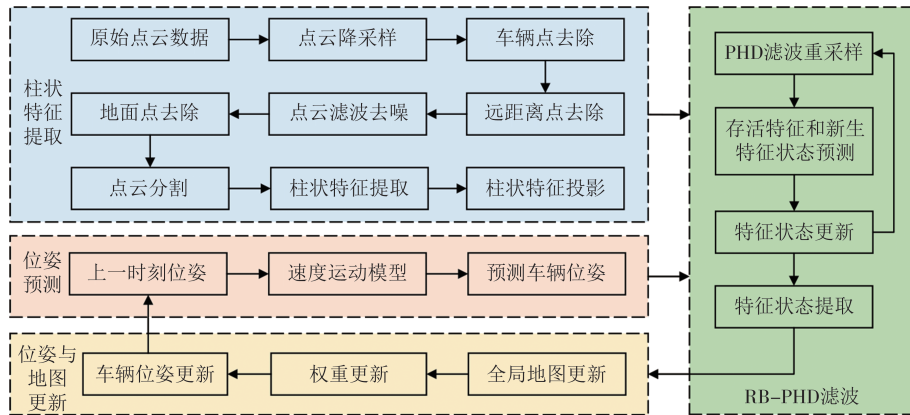 柱状
特征
提取
原始点云数据
点云降采样
车辆点去除
地面点去除
点云滤波去噪
远距离点去除
点云分割
柱状特征提取
柱状特征投影
位姿
预测
上一时刻位姿
速度运动模型
预测车辆位姿
位姿与
地图
更新
车辆位姿更新
权重更新
全局地图更新
PHD滤波重采样
存活特征和新生
特征状态预测
特征状态更新
特征状态提取
RB-PHD滤波